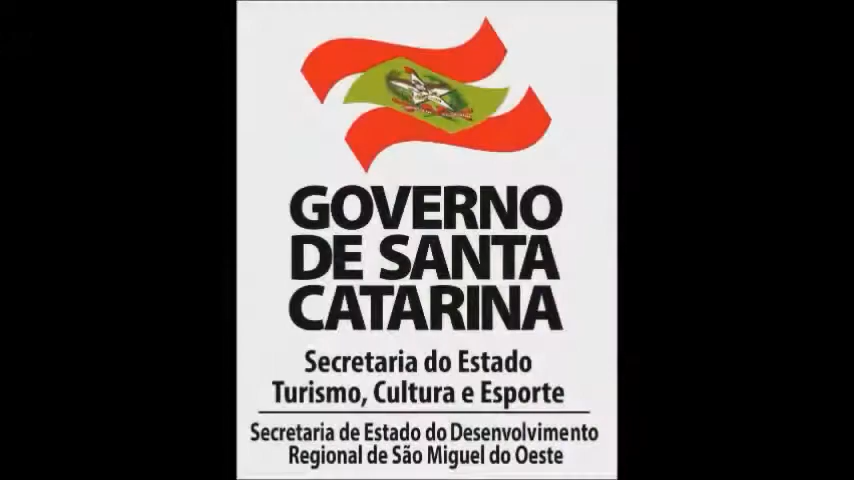 GOVERNO
DE SANTA
CATARINA
Secretaria do Estado
Turismo, Cultura e Esporte
Secretaria de Estado do Desenvolvimento
Regional de São Miguel do Oeste